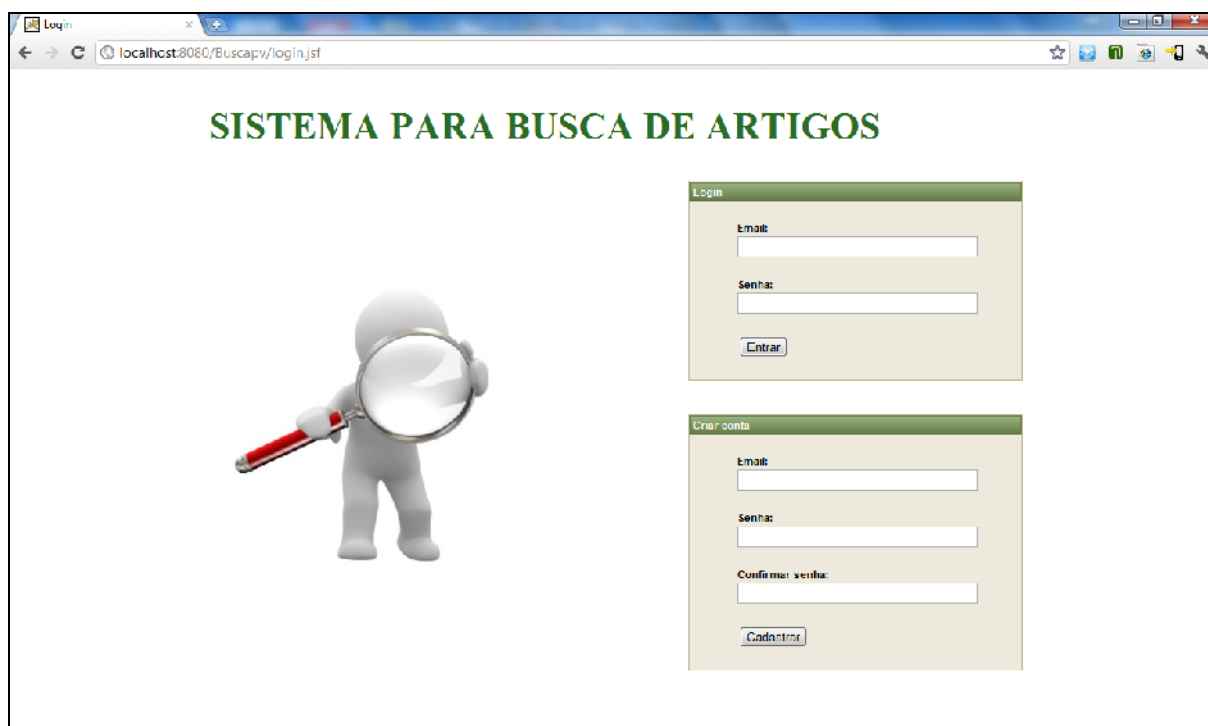 Login
localhost:8080/Buscapv/login.jsf
SISTEMA PARA BUSCA DE ARTIGOS
Login
Email:
Senha:
Entrar
Criar conta
Email:
Senha:
Confirmar senha:
Cadastrar